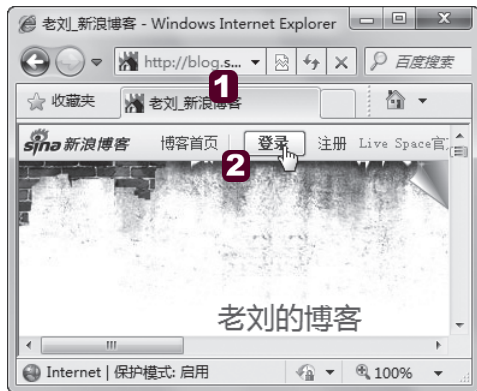 老刘_新浪博客 - Windows Internet Explorer
http://blog.s... 百度搜索
1
收藏夹 老刘_新浪博客
sina 新浪博客 博客首页 登录 注册 Live Space官
2
老刘的博客
Internet | 保护模式: 启用 100%